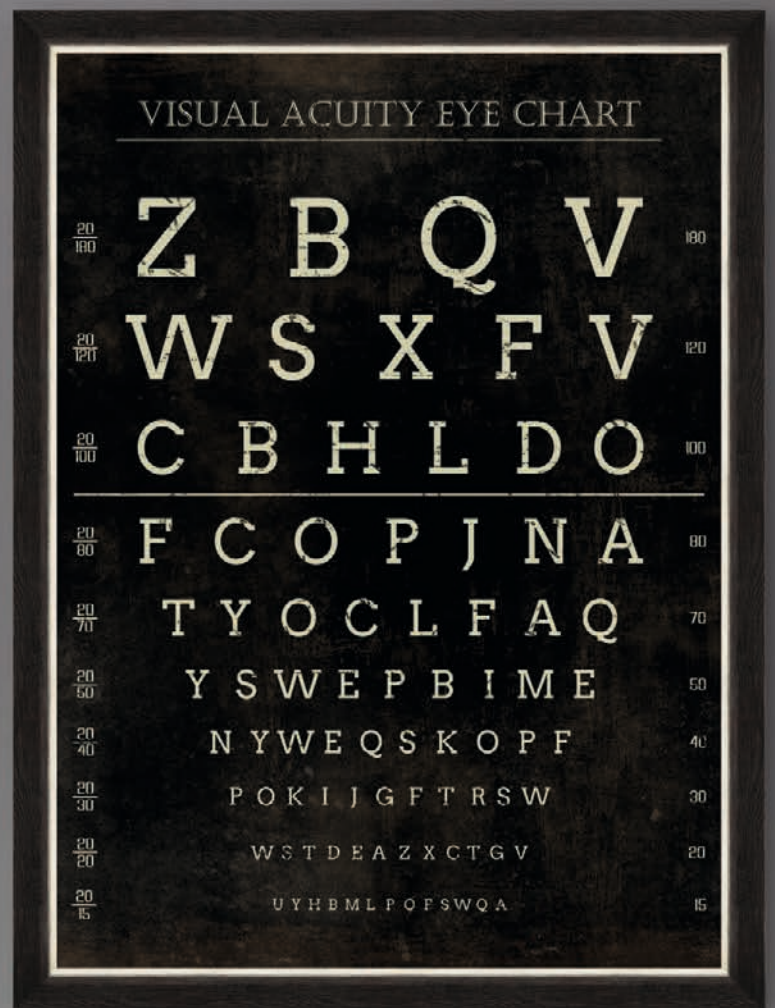 VISUAL ACUITY EYE CHART
20/180 Z B Q V 180
20/120 W S X F V 120
20/100 C B H L D O 100
20/80 F C O P J N A 80
20/70 T Y O C L F A Q 70
20/50 Y S W E P B I M E 50
20/40 N Y W E Q S K O P F 40
20/30 P O K I J G F T R S W 30
20/20 W S T D E A Z X C T G V 20
20/15 U Y H B M L P O F S W Q A 15